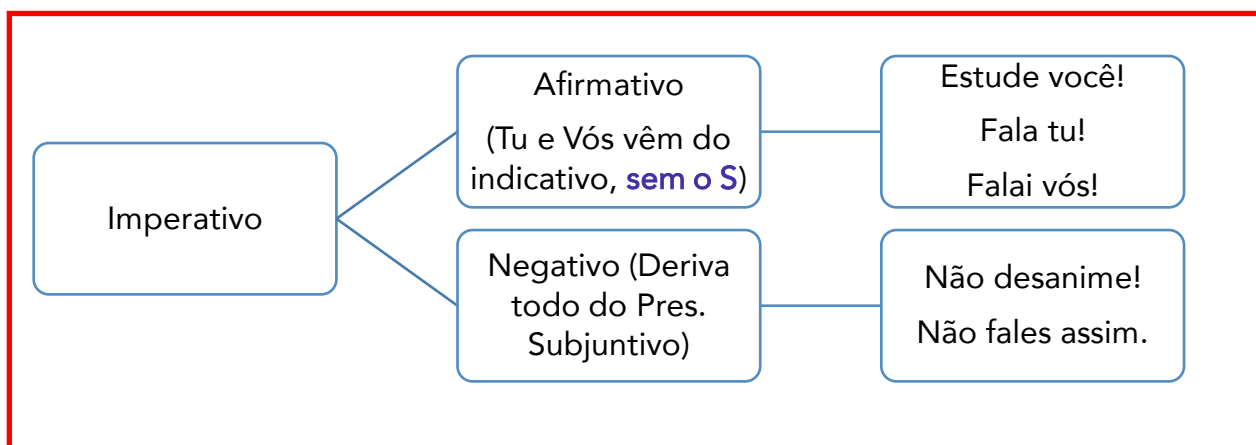 Imperativo
Afirmativo
(Tu e Vós vêm do
indicativo, sem o S)
Estude você!
Fala tu!
Falai vós!
Negativo (Deriva
todo do Pres.
Subjuntivo)
Não desanime!
Não fales assim.